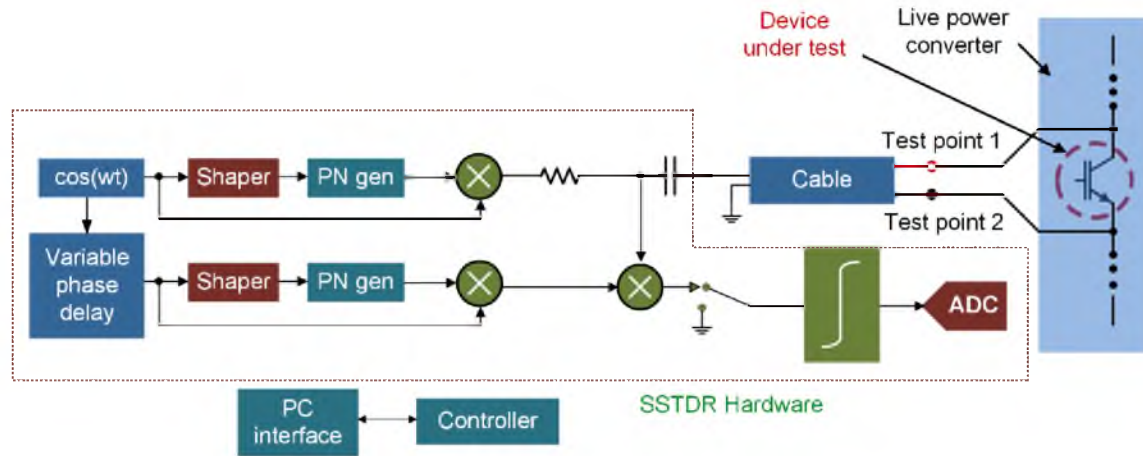 Device
under test
Live power
converter
cos(wt)
Shaper
PN gen
Cable
Test point 1
Test point 2
Variable
phase
delay
Shaper
PN gen
ADC
SSTDR Hardware
PC
interface
Controller